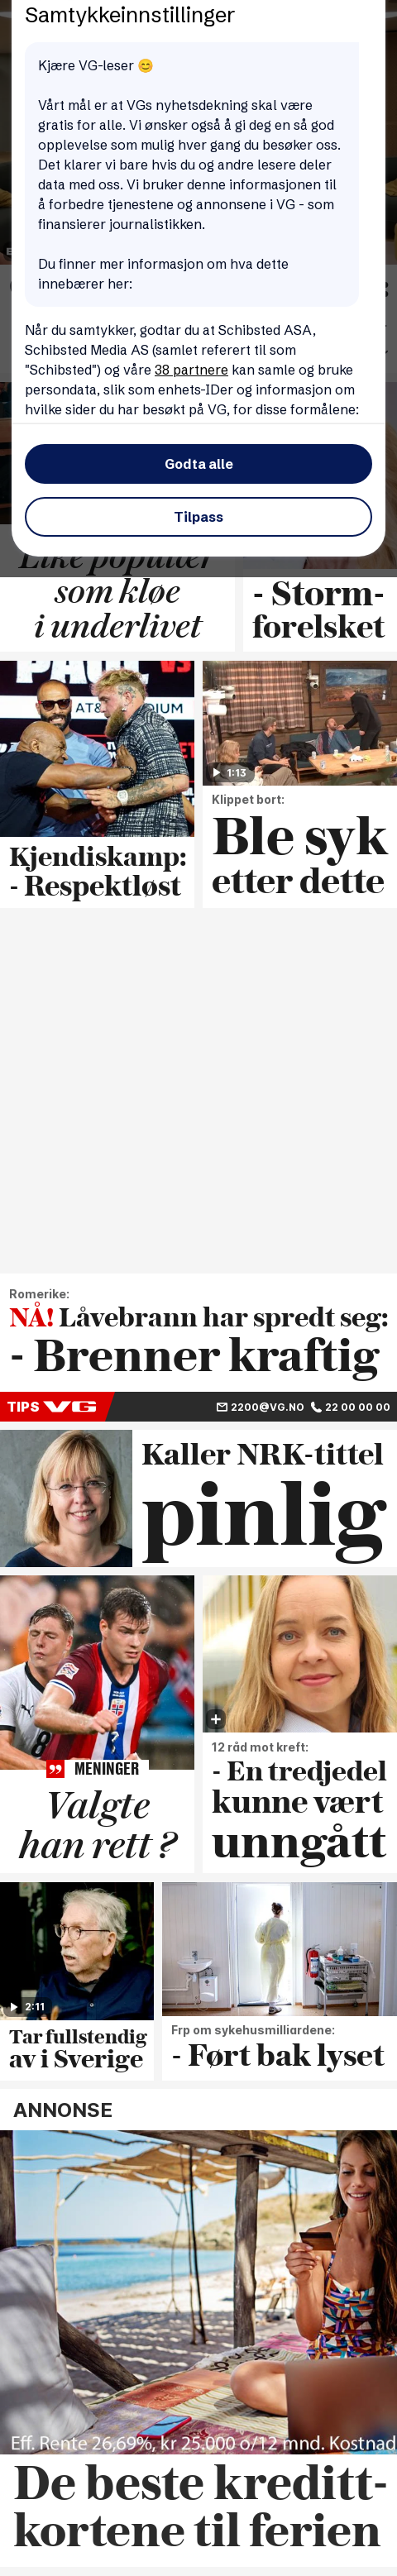 Samtykkeinnstillinger
Kjære VG-leser 😊
Vårt mål er at VGs nyhetsdekning skal være
gratis for alle. Vi ønsker også å gi deg en så god
opplevelse som mulig hver gang du besøker oss.
Det klarer vi bare hvis du og andre lesere deler
data med oss. Vi bruker denne informasjonen til
å forbedre tjenestene og annonsene i VG - som
finansierer journalistikken.
Du finner mer informasjon om hva dette
innebærer her:
Når du samtykker, godtar du at Schibsted ASA,
Schibsted Media AS (samlet referert til som
"Schibsted") og våre 38 partnere kan samle og bruke
persondata, slik som enhets-IDer og informasjon om
hvilke sider du har besøkt på VG, for disse formålene:
Godta alle
Tilpass
Like populær
som kløe
i underlivet
- Storm-
forelsket
PAUL
VS
AT&T STADIUM
Kjendiskamp:
- Respektløst
1:13
Klippet bort:
Ble syk
etter dette
Romerike:
NÅ! Låvebrann har spredt seg:
- Brenner kraftig
TIPS VG 2200@VG.NO 22 00 00 00
Kaller NRK-tittel
pinlig
MENINGER
Valgte
han rett ?
12 råd mot kreft:
- En tredjedel
kunne vært
unngått
2:11
Tar fullstendig
av i Sverige
Frp om sykehusmilliardene:
- Ført bak lyset
ANNONSE
Eff. Rente 26,69%, kr 25.000 o/12 mnd. Kostnad
De beste kreditt-
kortene til ferien